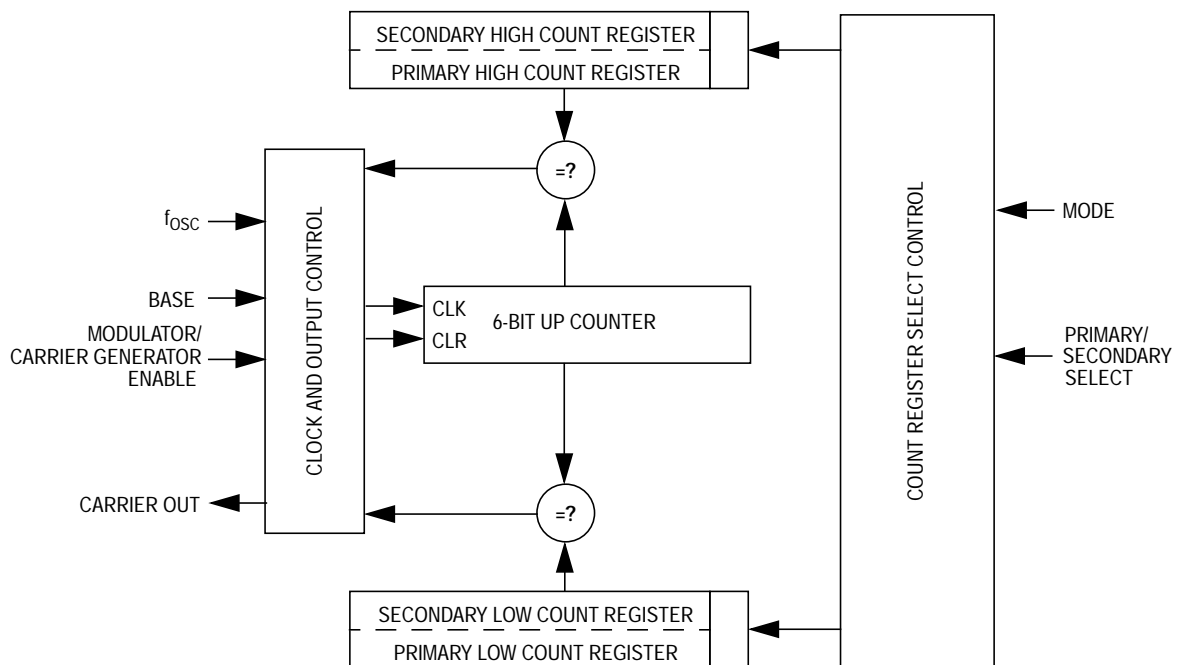 SECONDARY HIGH COUNT REGISTER
PRIMARY HIGH COUNT REGISTER
=?
CLOCK AND OUTPUT CONTROL
fOSC
BASE
MODULATOR/
CARRIER GENERATOR
ENABLE
CARRIER OUT
CLK
CLR
6-BIT UP COUNTER
=?
SECONDARY LOW COUNT REGISTER
PRIMARY LOW COUNT REGISTER
COUNT REGISTER SELECT CONTROL
MODE
PRIMARY/
SECONDARY
SELECT